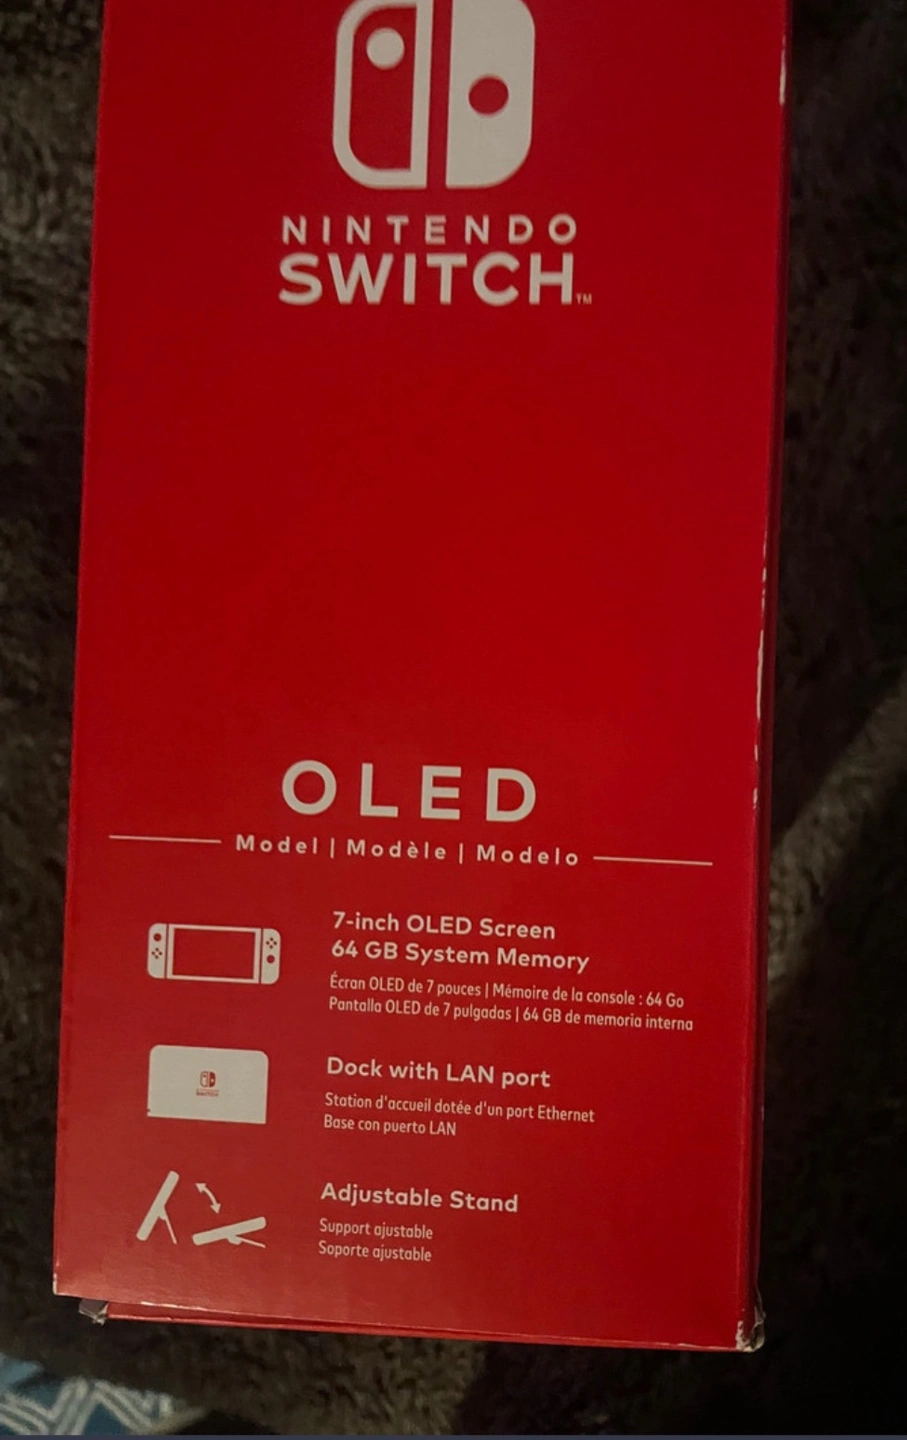 NINTENDO
SWITCH™
OLED
Model | Modèle | Modelo
7-inch OLED Screen
64 GB System Memory
Écran OLED de 7 pouces | Mémoire de la console : 64 Go
Pantalla OLED de 7 pulgadas | 64 GB de memoria interna
Dock with LAN port
Station d'accueil dotée d'un port Ethernet
Base con puerto LAN
Adjustable Stand
Support ajustable
Soporte ajustable